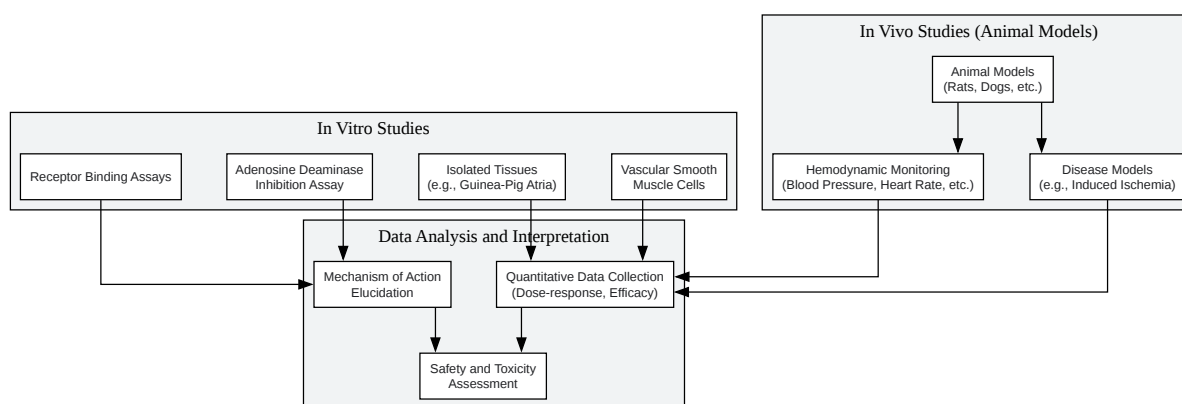 In Vivo Studies (Animal Models)
Animal Models
(Rats, Dogs, etc.)
Hemodynamic Monitoring
(Blood Pressure, Heart Rate, etc.)
Disease Models
(e.g., Induced Ischemia)
In Vitro Studies
Receptor Binding Assays
Adenosine Deaminase
Inhibition Assay
Isolated Tissues
(e.g., Guinea-Pig Atria)
Vascular Smooth
Muscle Cells
Data Analysis and Interpretation
Mechanism of Action
Elucidation
Quantitative Data Collection
(Dose-response, Efficacy)
Safety and Toxicity
Assessment